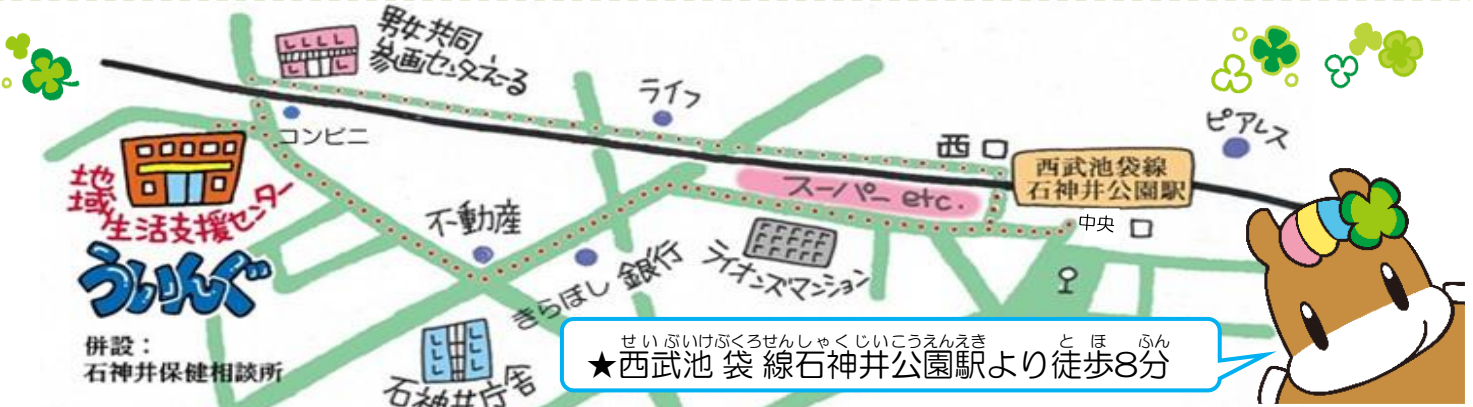 男女共同
参画センターえーる
コンビニ
ライフ
西口
ピアレス
西武池袋線
石神井公園駅
スーパー etc.
中央 口
地域
生活支援センター
ういんぐ
不動産
きらぼし 銀行
ライオンズマンション
併設:
石神井保健相談所
石神井庁舎
せいぶいけぶくろせんしゃくじいこうえんえき とほ ふん
★西武池袋線石神井公園駅より徒歩8分